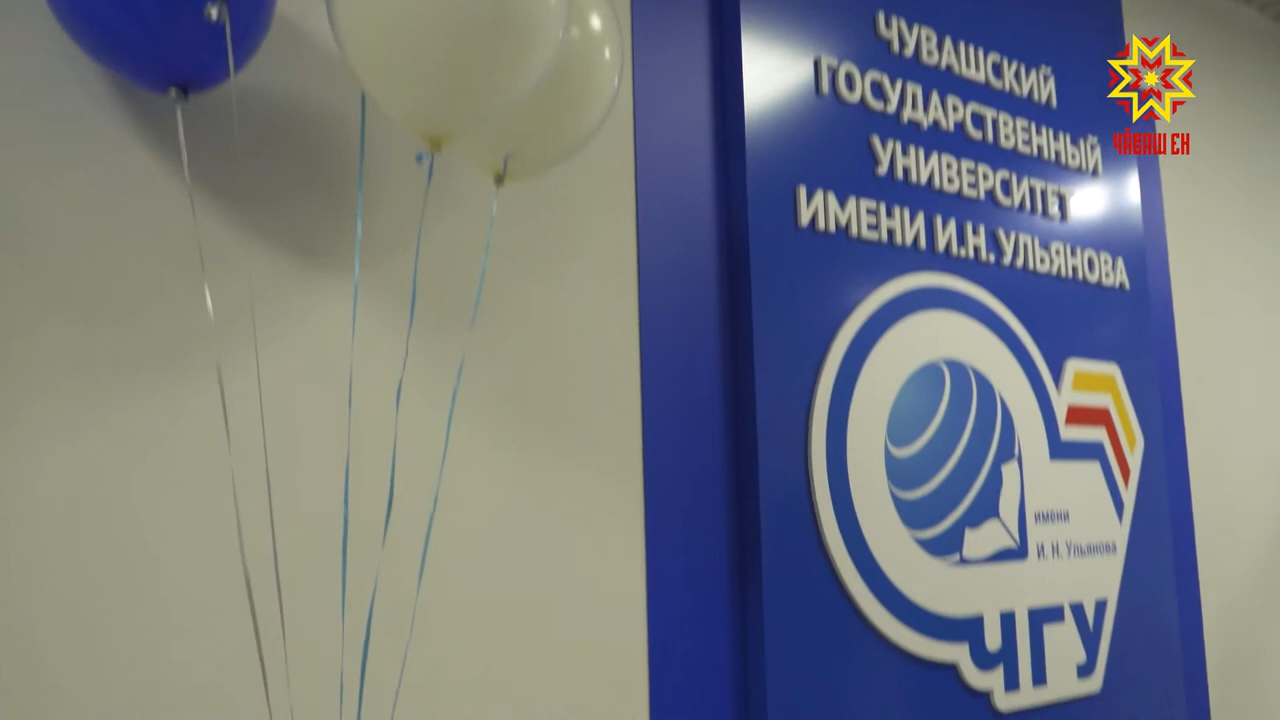 ЧУВАШСКИЙ
ГОСУДАРСТВЕННЫЙ
УНИВЕРСИТЕТ
ИМЕНИ И.Н. УЛЬЯНОВА
ЧӐВАШ ЕН
имени
И. Н. Ульянова
ЧГУ